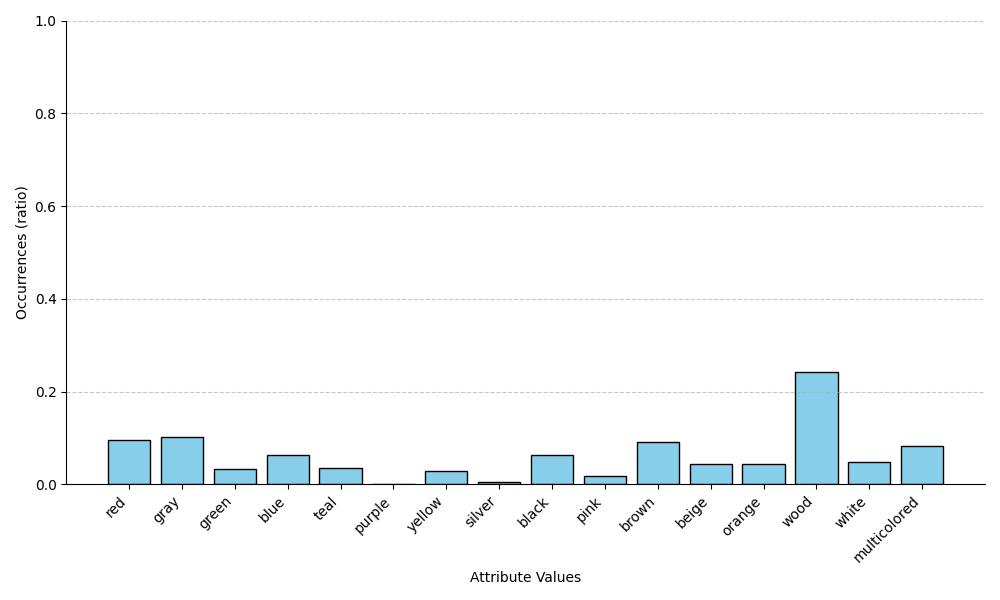 1.0
0.8
0.6
0.4
0.2
0.0
Occurrences (ratio)
red
gray
green
blue
teal
purple
yellow
silver
black
pink
brown
beige
orange
wood
white
multicolored
Attribute Values